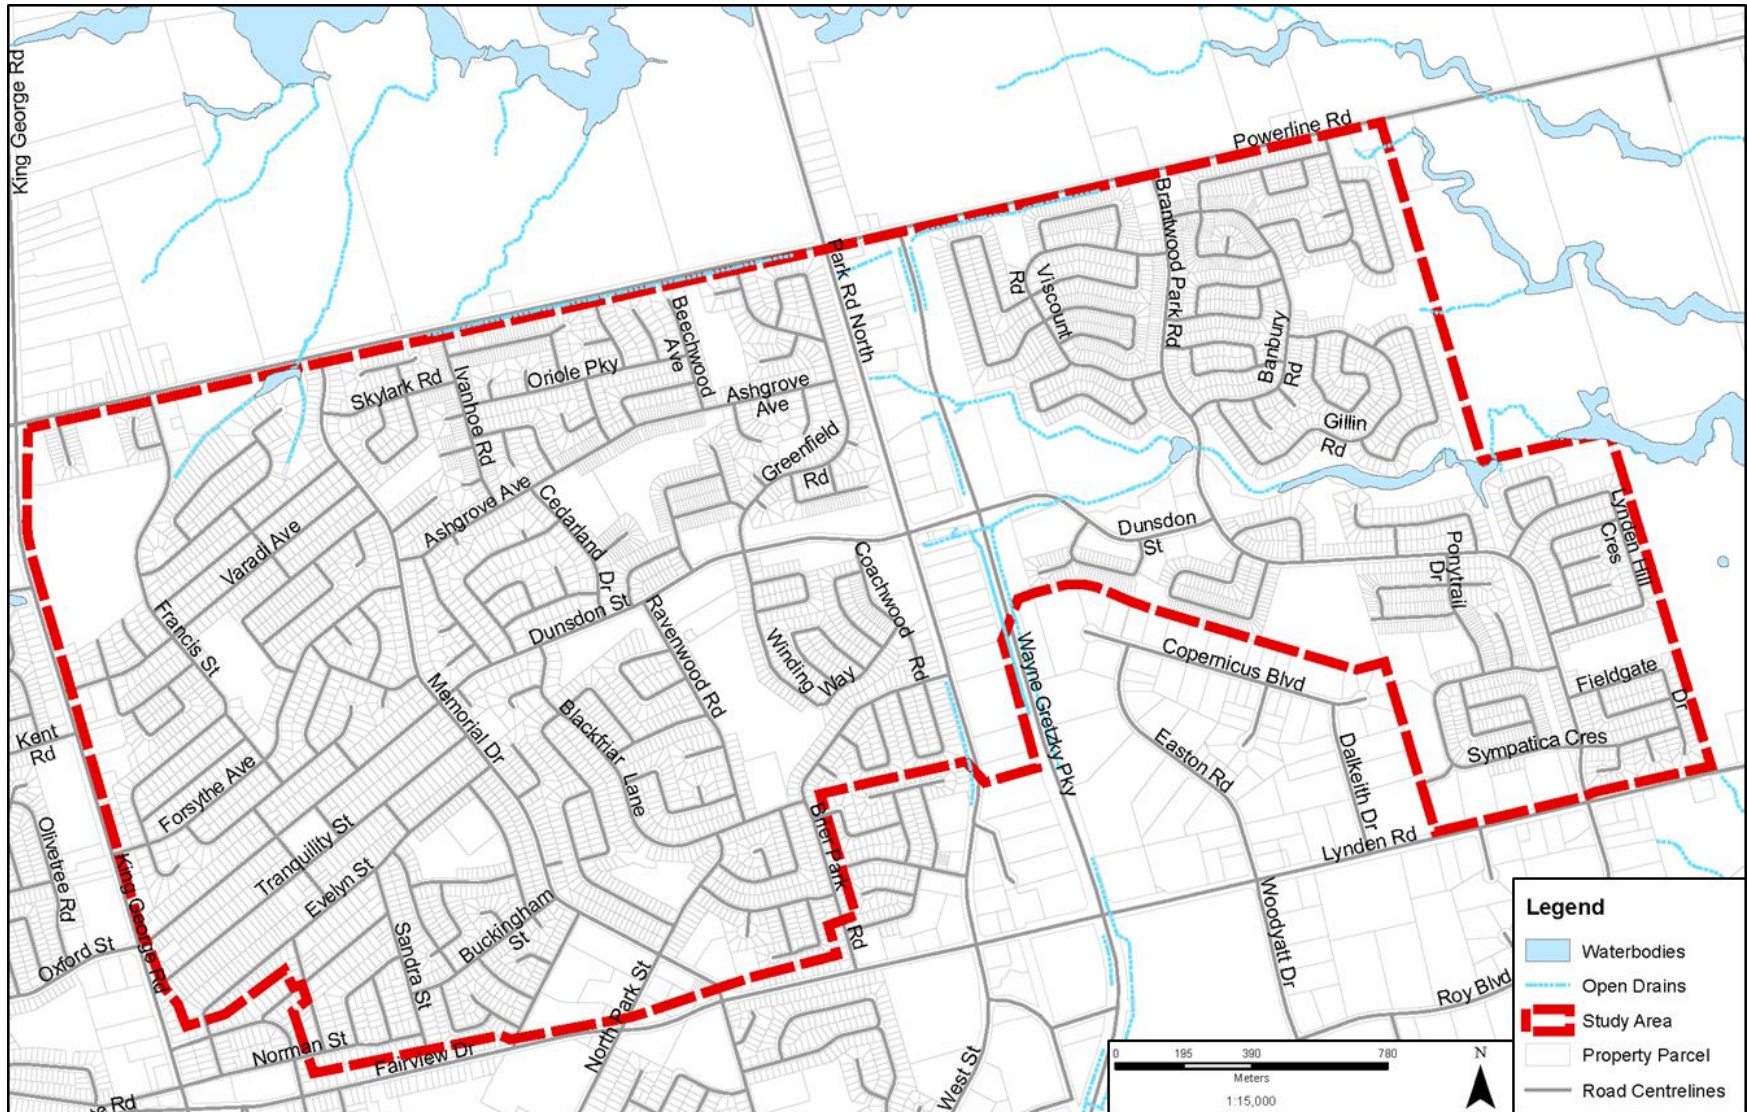 King George Rd
Powerline Rd
Park Rd North
Brantwood Park Rd
Viscount
Rd
Banbury
Rd
Gillin
Rd
Beechwood
Ave
Oriole Pky
Skylark Rd
Ivanhoe Rd
Ashgrove
Ave
Greenfield
Rd
Ashgrove Ave
Cedarland
Dr
Varadi Ave
Dunsdon
St
Ponytrail
Dr
Lynden Hill
Cres
Coachwood
Rd
Francis St
Dunsdon St
Ravenwood Rd
Winding
Way
Wayne Gretzky Pky
Copernicus Blvd
Fieldgate
Dr
Memorial Dr
Blackfriar
Lane
Kent
Rd
Easton Rd
Dalkeith Dr
Sympatica Cres
Forsythe Ave
Olivetree Rd
Tranquility St
Evelyn St
Brier Park
Rd
Lynden Rd
King George Rd
Oxford St
Sandra St
Buckingham
St
Woodyatt Dr
Roy Blvd
North Park St
Norman St
Fairview Dr
West St
Rd
Legend
Waterbodies
Open Drains
Study Area
Property Parcel
Road Centrelines
0 195 390 780
Meters
1:15,000
N